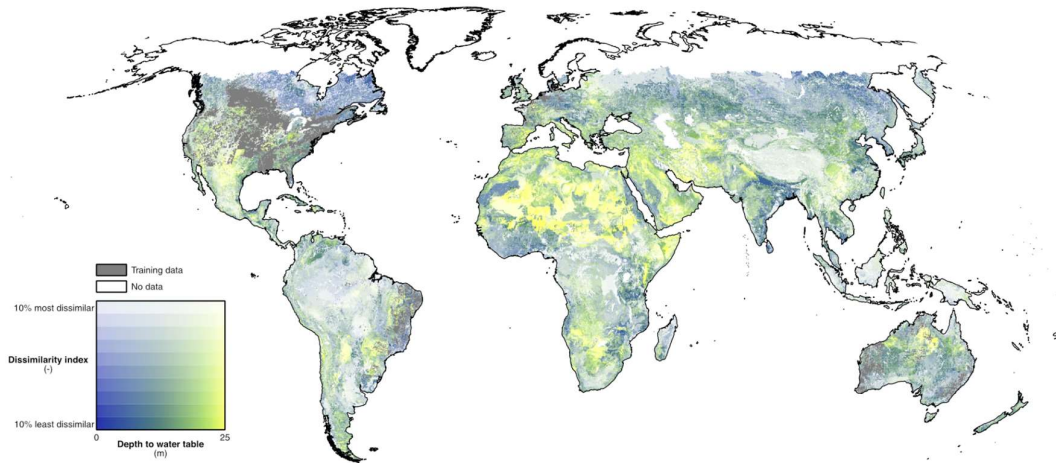 Training data
No data
10% most dissimilar
Dissimilarity index
(-)
10% least dissimilar
0
25
Depth to water table
(m)